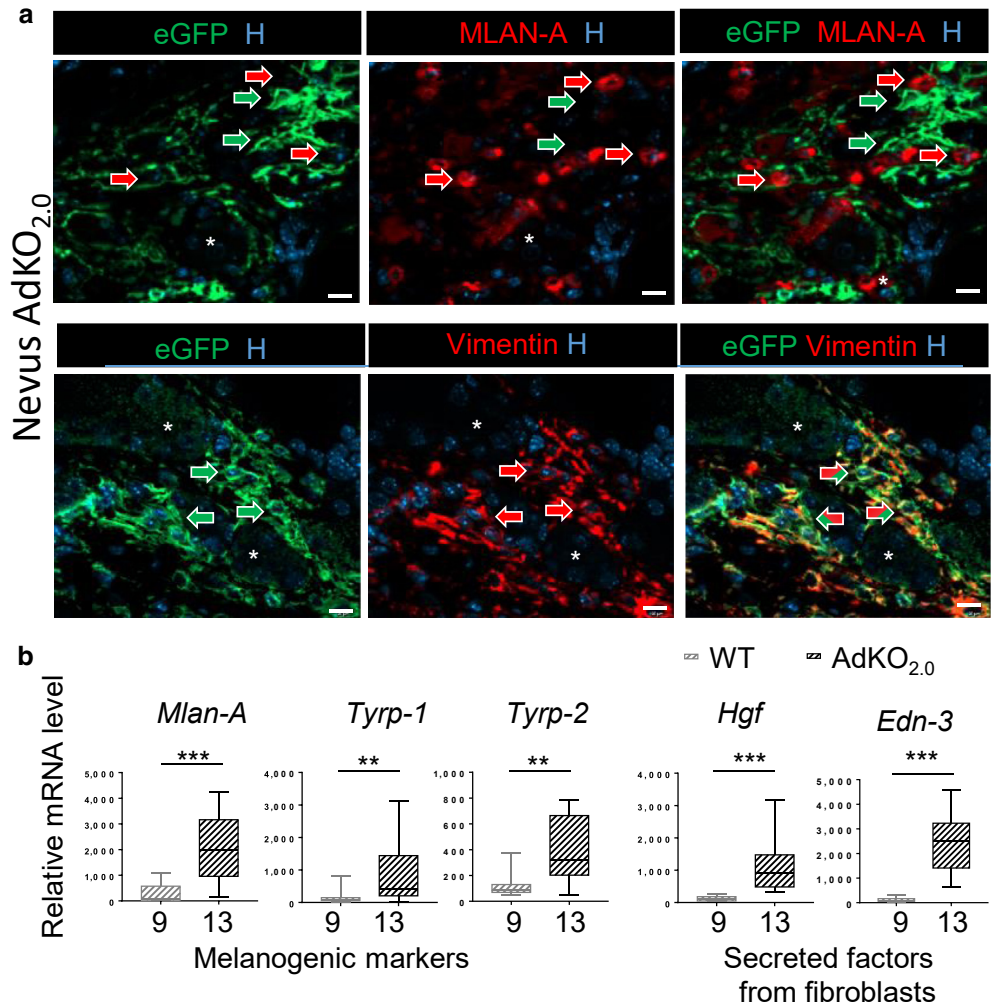 a
eGFP H
MLAN-A H
eGFP MLAN-A H
Nevus AdKO2.0
*
*
*
eGFP H
Vimentin H
eGFP Vimentin H
*
*
*
*
*
*
b
WT
AdKO2.0
Mlan-A
Tyrp-1
Tyrp-2
Hgf
Edn-3
Relative mRNA level
***
**
**
***
***
5,000
4,000
3,000
2,000
1,000
0
4,000
3,000
2,000
1,000
0
1,000
800
600
400
200
0
4,000
3,000
2,000
1,000
0
5,000
4,000
3,000
2,000
1,000
0
9 13
9 13
9 13
9 13
9 13
Melanogenic markers
Secreted factors
from fibroblasts